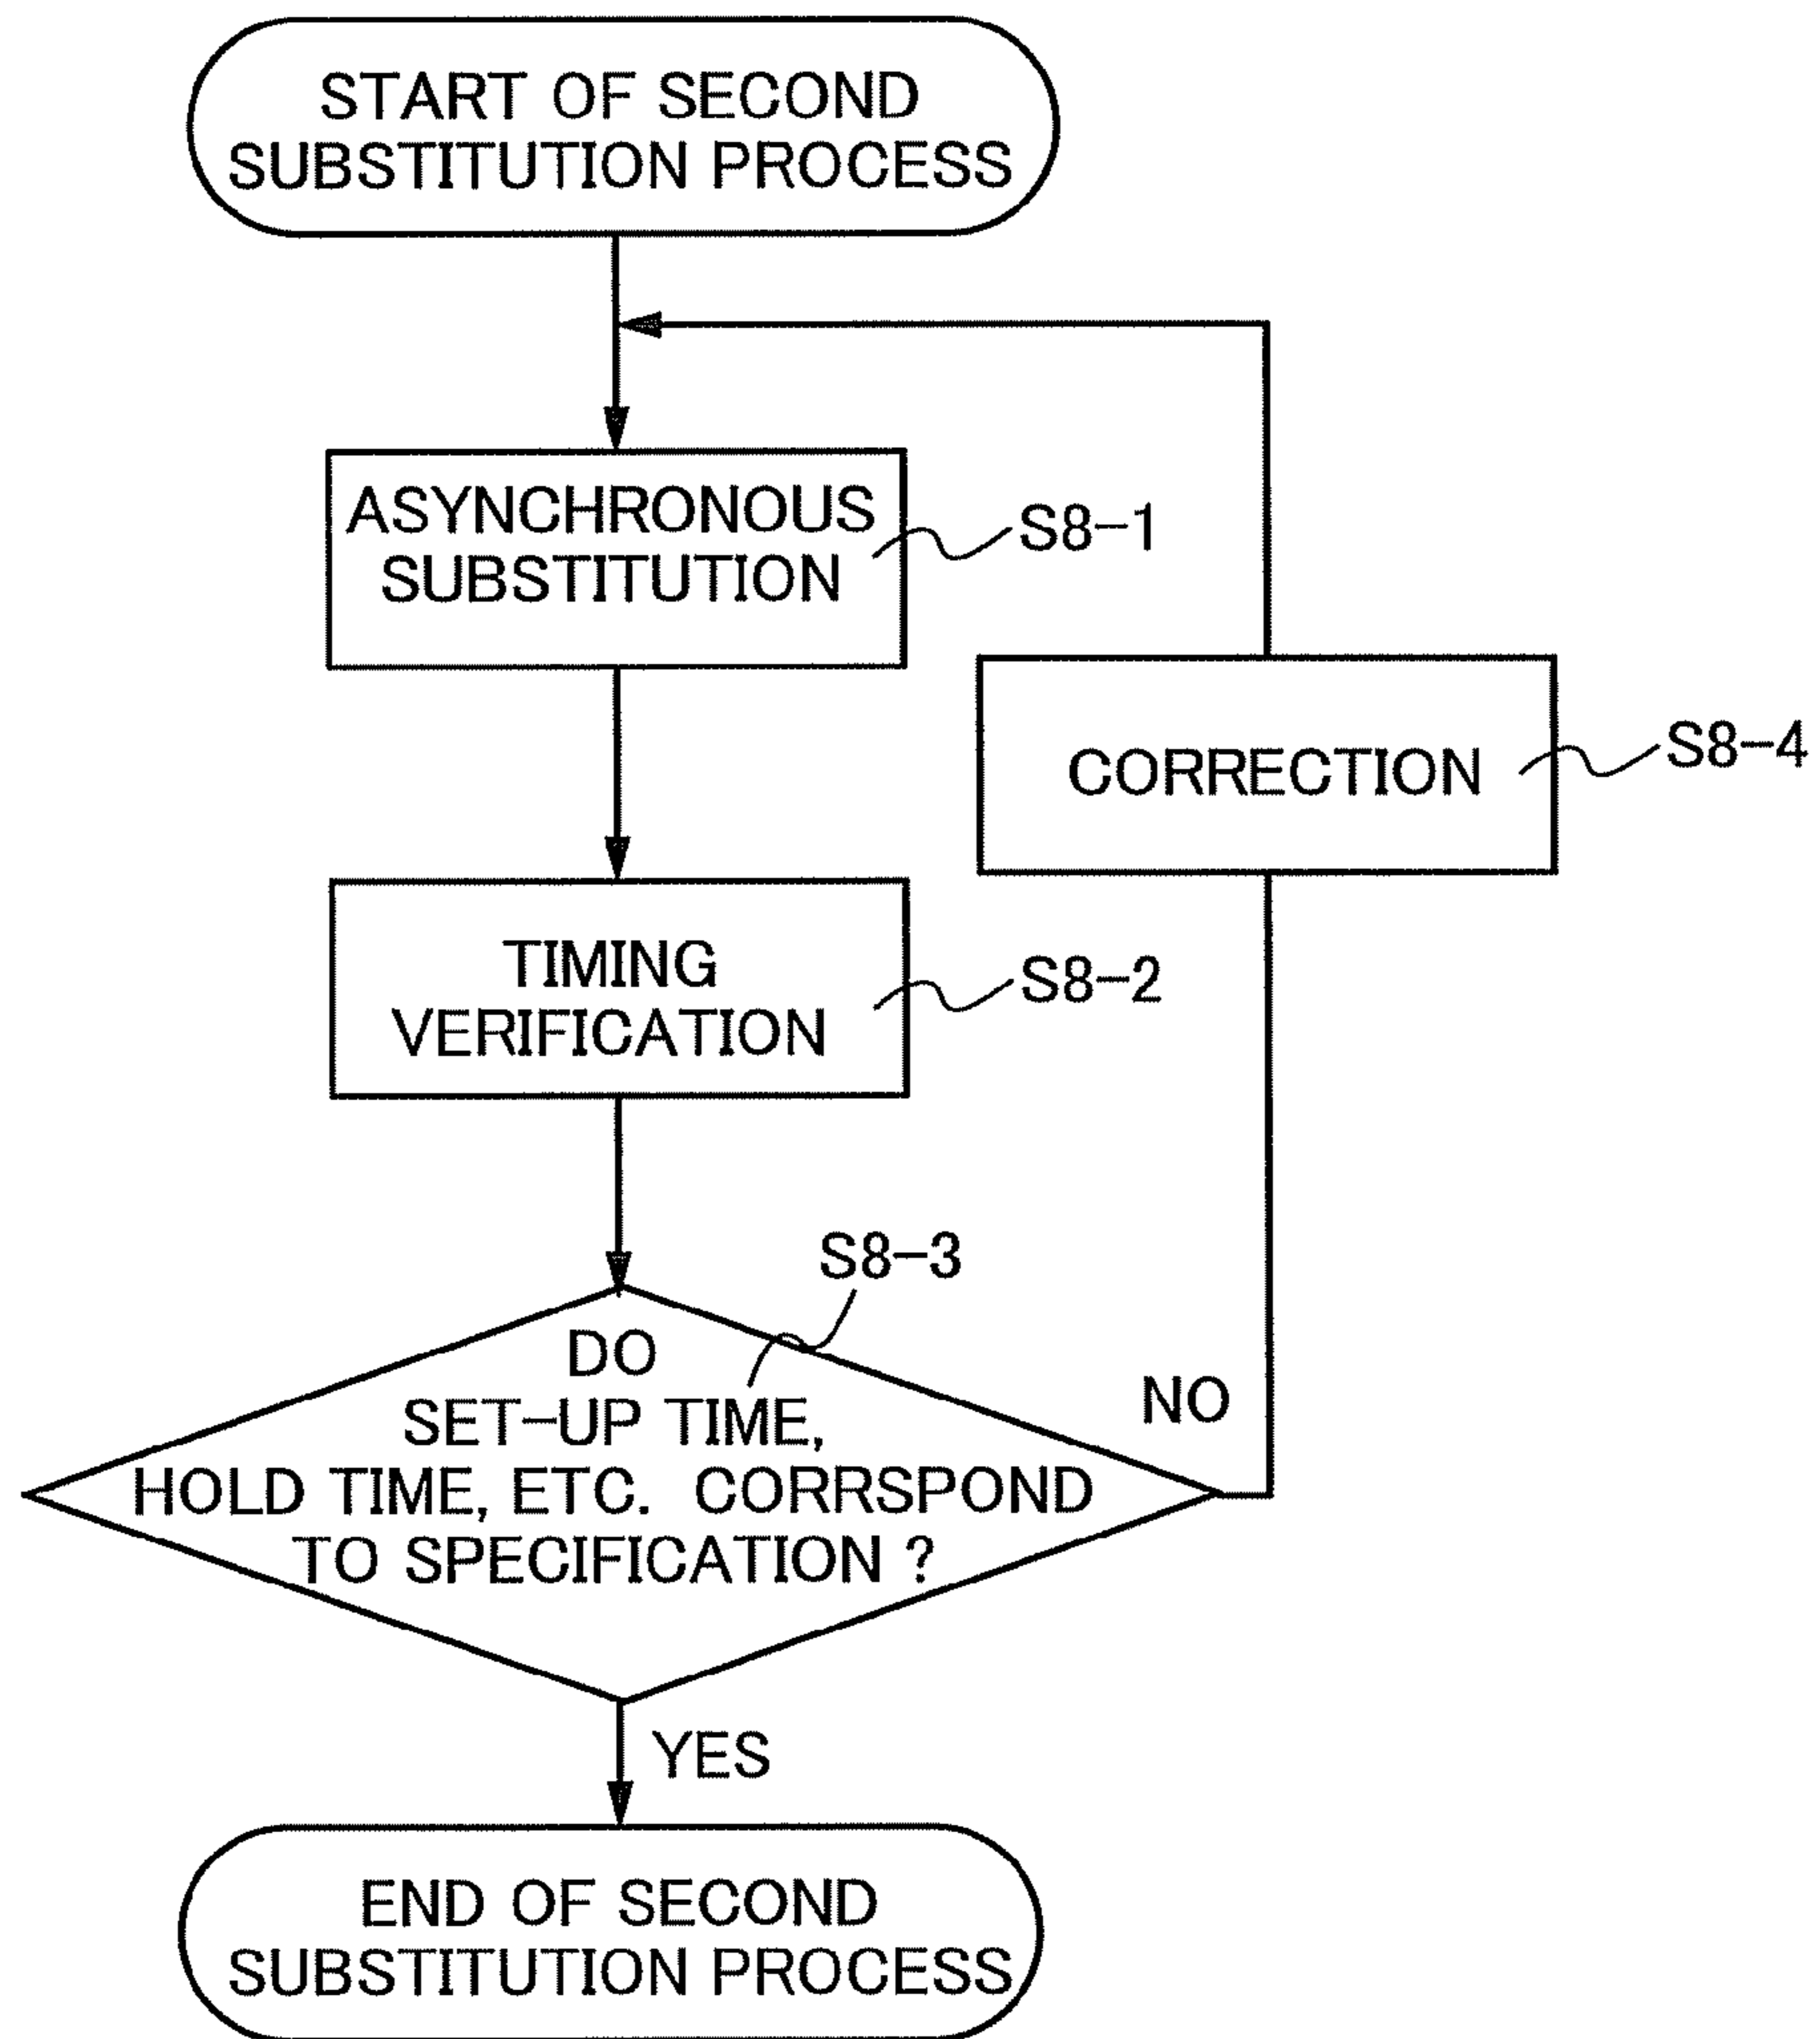 START OF SECOND
SUBSTITUTION PROCESS
ASYNCHRONOUS
SUBSTITUTION
S8-1
CORRECTION
S8-4
TIMING
VERIFICATION
S8-2
S8-3
DO
SET-UP TIME,
HOLD TIME, ETC. CORRSPOND
TO SPECIFICATION ?
NO
YES
END OF SECOND
SUBSTITUTION PROCESS